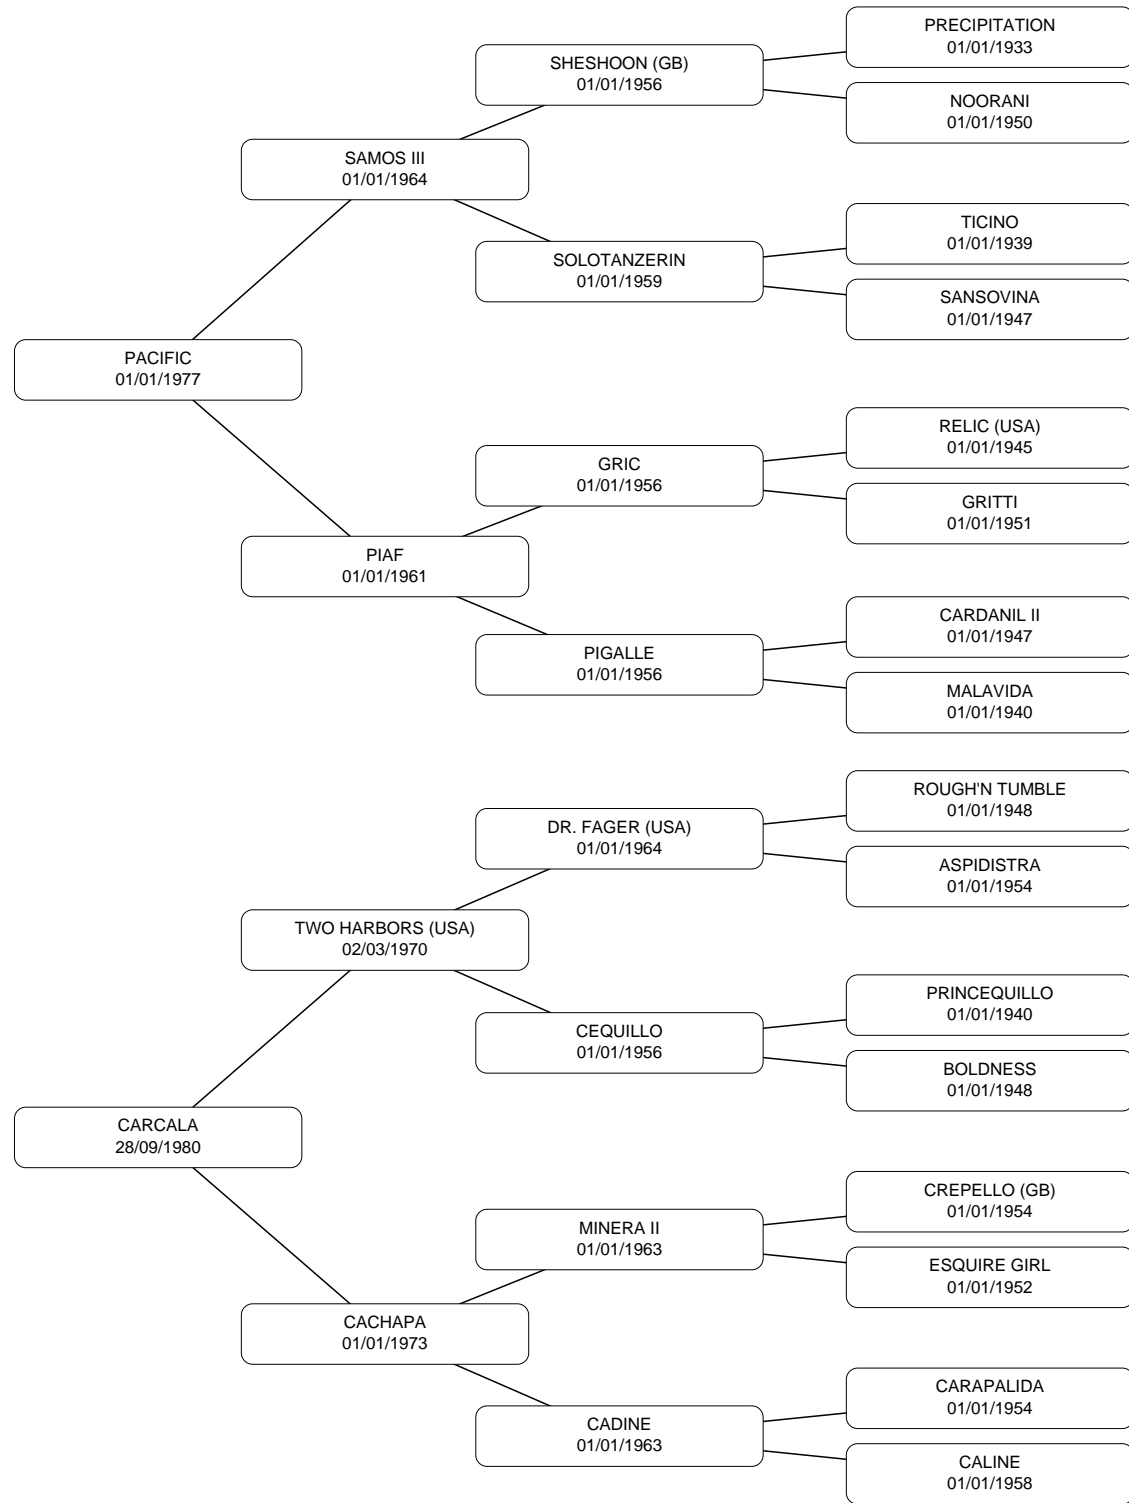 PRECIPITATION
01/01/1933
SHESHOON (GB)
01/01/1956
NOORANI
01/01/1950
SAMOS III
01/01/1964
TICINO
01/01/1939
SOLOTANZERIN
01/01/1959
SANSOVINA
01/01/1947
PACIFIC
01/01/1977
RELIC (USA)
01/01/1945
GRIC
01/01/1956
GRITTI
01/01/1951
PIAF
01/01/1961
CARDANIL II
01/01/1947
PIGALLE
01/01/1956
MALAVIDA
01/01/1940
ROUGH'N TUMBLE
01/01/1948
DR. FAGER (USA)
01/01/1964
ASPIDISTRA
01/01/1954
TWO HARBORS (USA)
02/03/1970
PRINCEQUILLO
01/01/1940
CEQUILLO
01/01/1956
BOLDNESS
01/01/1948
CARCALA
28/09/1980
CREPELLO (GB)
01/01/1954
MINERA II
01/01/1963
ESQUIRE GIRL
01/01/1952
CACHAPA
01/01/1973
CARAPALIDA
01/01/1954
CADINE
01/01/1963
CALINE
01/01/1958